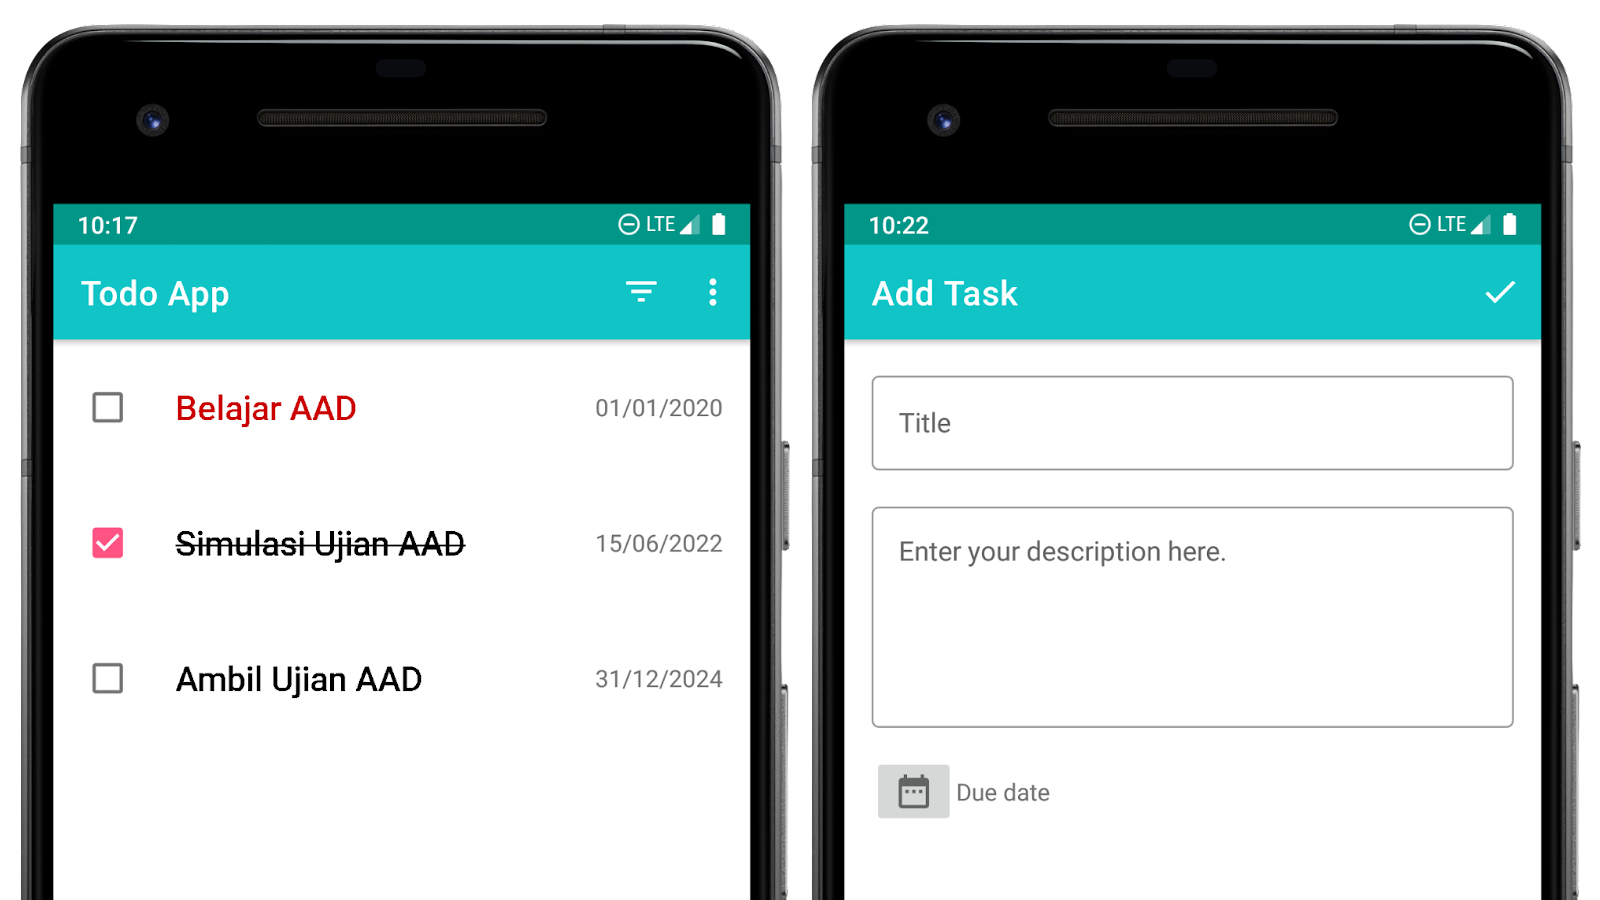 10:17 LTE
Todo App
Belajar AAD 01/01/2020
Simulasi Ujian AAD 15/06/2022
Ambil Ujian AAD 31/12/2024
10:22 LTE
Add Task
Title
Enter your description here.
Due date